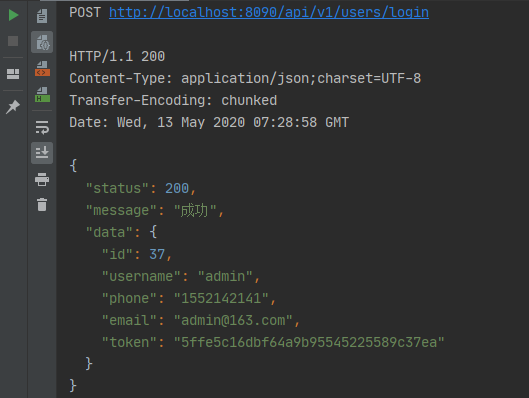 POST http://localhost:8090/api/v1/users/login
HTTP/1.1 200
Content-Type: application/json;charset=UTF-8
Transfer-Encoding: chunked
Date: Wed, 13 May 2020 07:28:58 GMT
{
"status": 200,
"message": "成功",
"data": {
"id": 37,
"username": "admin",
"phone": "1552142141",
"email": "admin@163.com",
"token": "5ffe5c16dbf64a9b95545225589c37ea"
}
}